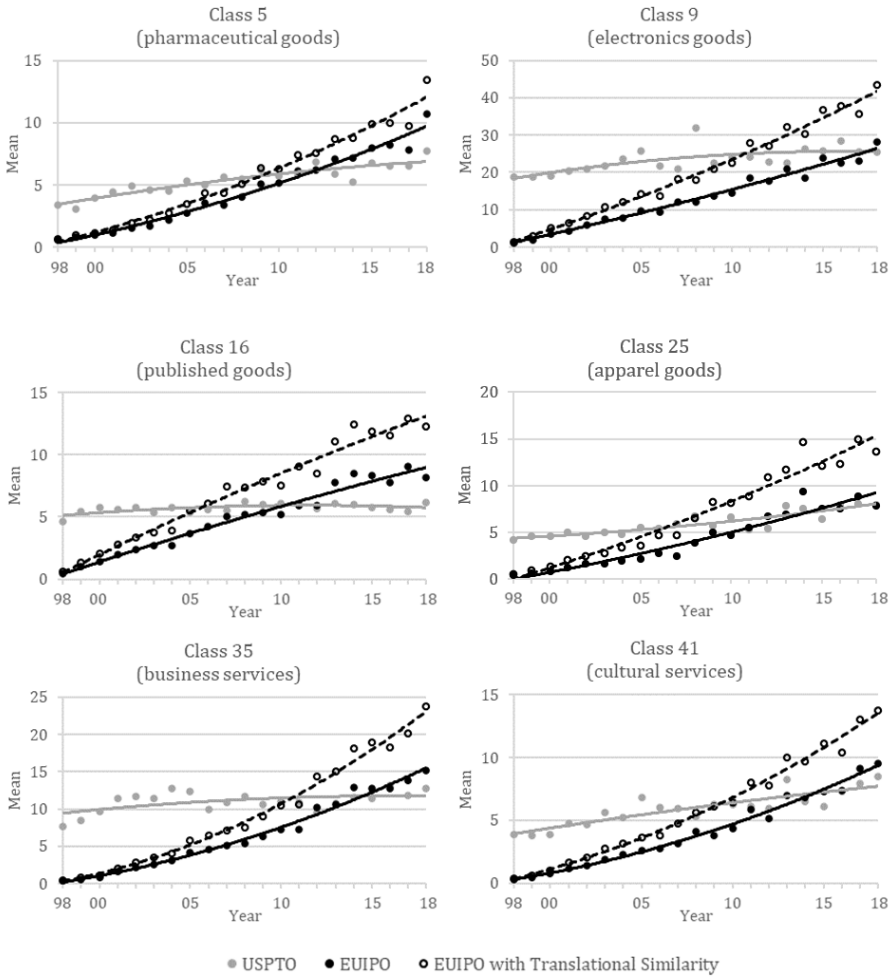 Class 5
(pharmaceutical goods)
15
10
5
0
Mean
98 00 05 10 15 18
Year
Class 9
(electronics goods)
50
40
30
20
10
0
Mean
98 00 05 10 15 18
Year
Class 16
(published goods)
15
10
5
0
Mean
98 00 05 10 15 18
Year
Class 25
(apparel goods)
20
15
10
5
0
Mean
98 00 05 10 15 18
Year
Class 35
(business services)
25
20
15
10
5
0
Mean
98 00 05 10 15 18
Year
Class 41
(cultural services)
15
10
5
0
Mean
98 00 05 10 15 18
Year
USPTO EUIPO EUIPO with Translational Similarity